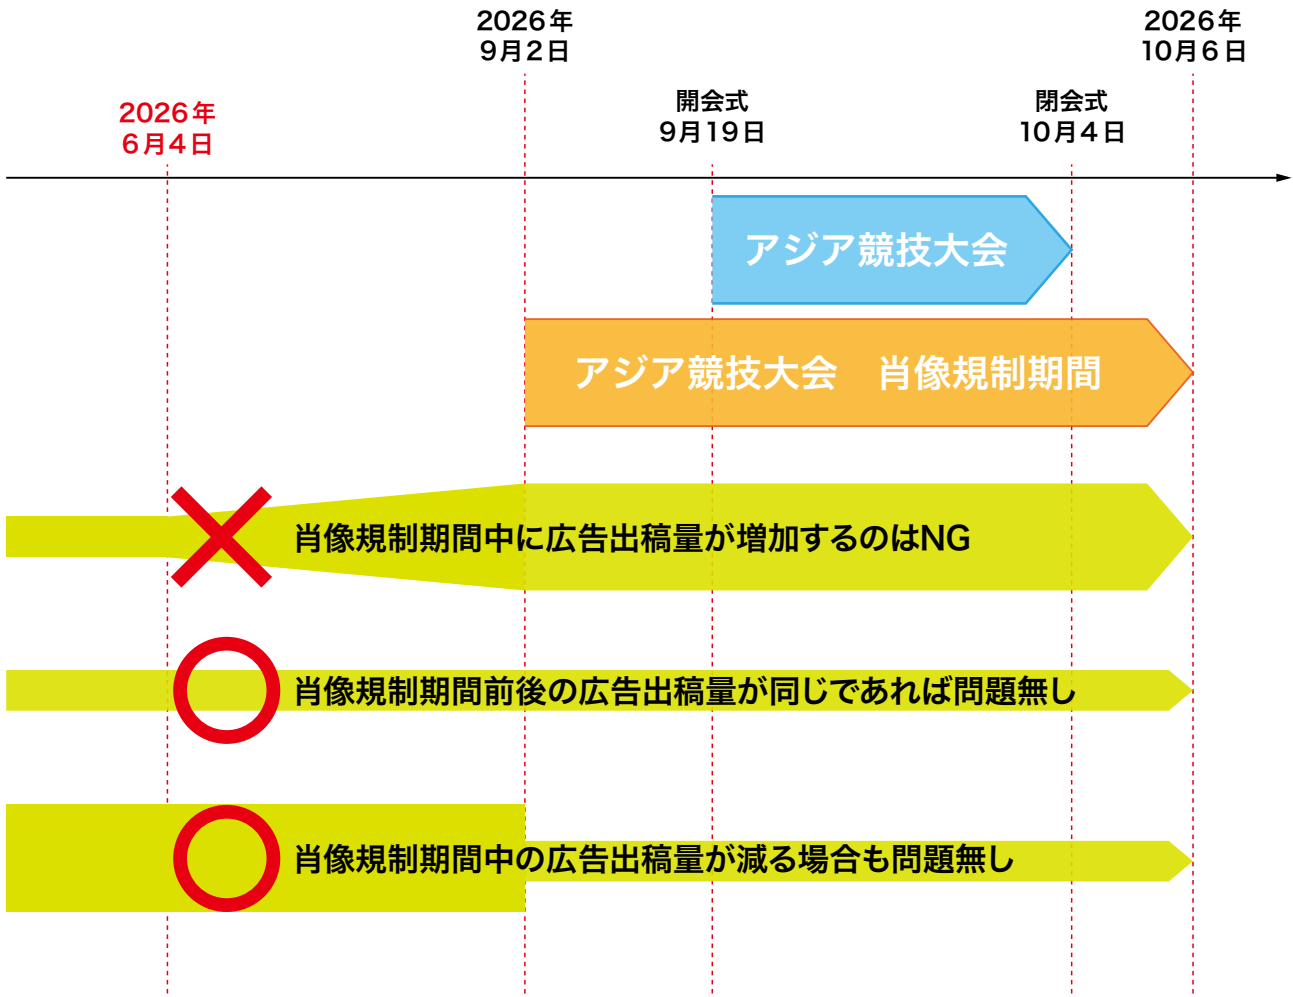 2026年
9月2日
2026年
10月6日
2026年
6月4日
開会式
9月19日
閉会式
10月4日
アジア競技大会
アジア競技大会　肖像規制期間
肖像規制期間中に広告出稿量が増加するのはNG
肖像規制期間前後の広告出稿量が同じであれば問題無し
肖像規制期間中の広告出稿量が減る場合も問題無し